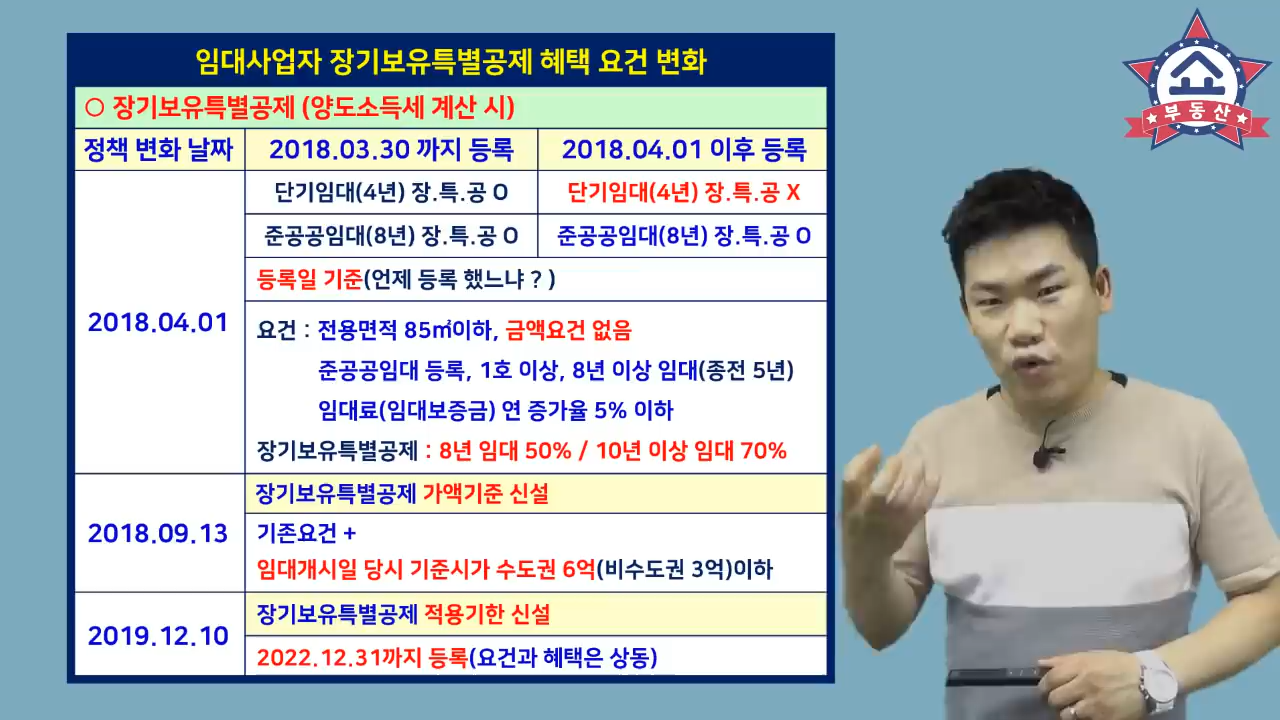 임대사업자 장기보유특별공제 혜택 요건 변화
○ 장기보유특별공제 (양도소득세 계산 시)
정책 변화 날짜 2018.03.30 까지 등록 2018.04.01 이후 등록
2018.04.01
단기임대(4년) 장.특.공 O 단기임대(4년) 장.특.공 X
준공공임대(8년) 장.특.공 O 준공공임대(8년) 장.특.공 O
등록일 기준(언제 등록 했느냐 ? )
요건 : 전용면적 85㎡이하, 금액요건 없음
준공공임대 등록, 1호 이상, 8년 이상 임대(종전 5년)
임대료(임대보증금) 연 증가율 5% 이하
장기보유특별공제 : 8년 임대 50% / 10년 이상 임대 70%
2018.09.13
장기보유특별공제 가액기준 신설
기존요건 +
임대개시일 당시 기준시가 수도권 6억(비수도권 3억)이하
2019.12.10
장기보유특별공제 적용기한 신설
2022.12.31까지 등록(요건과 혜택은 상동)
쇼
부동산